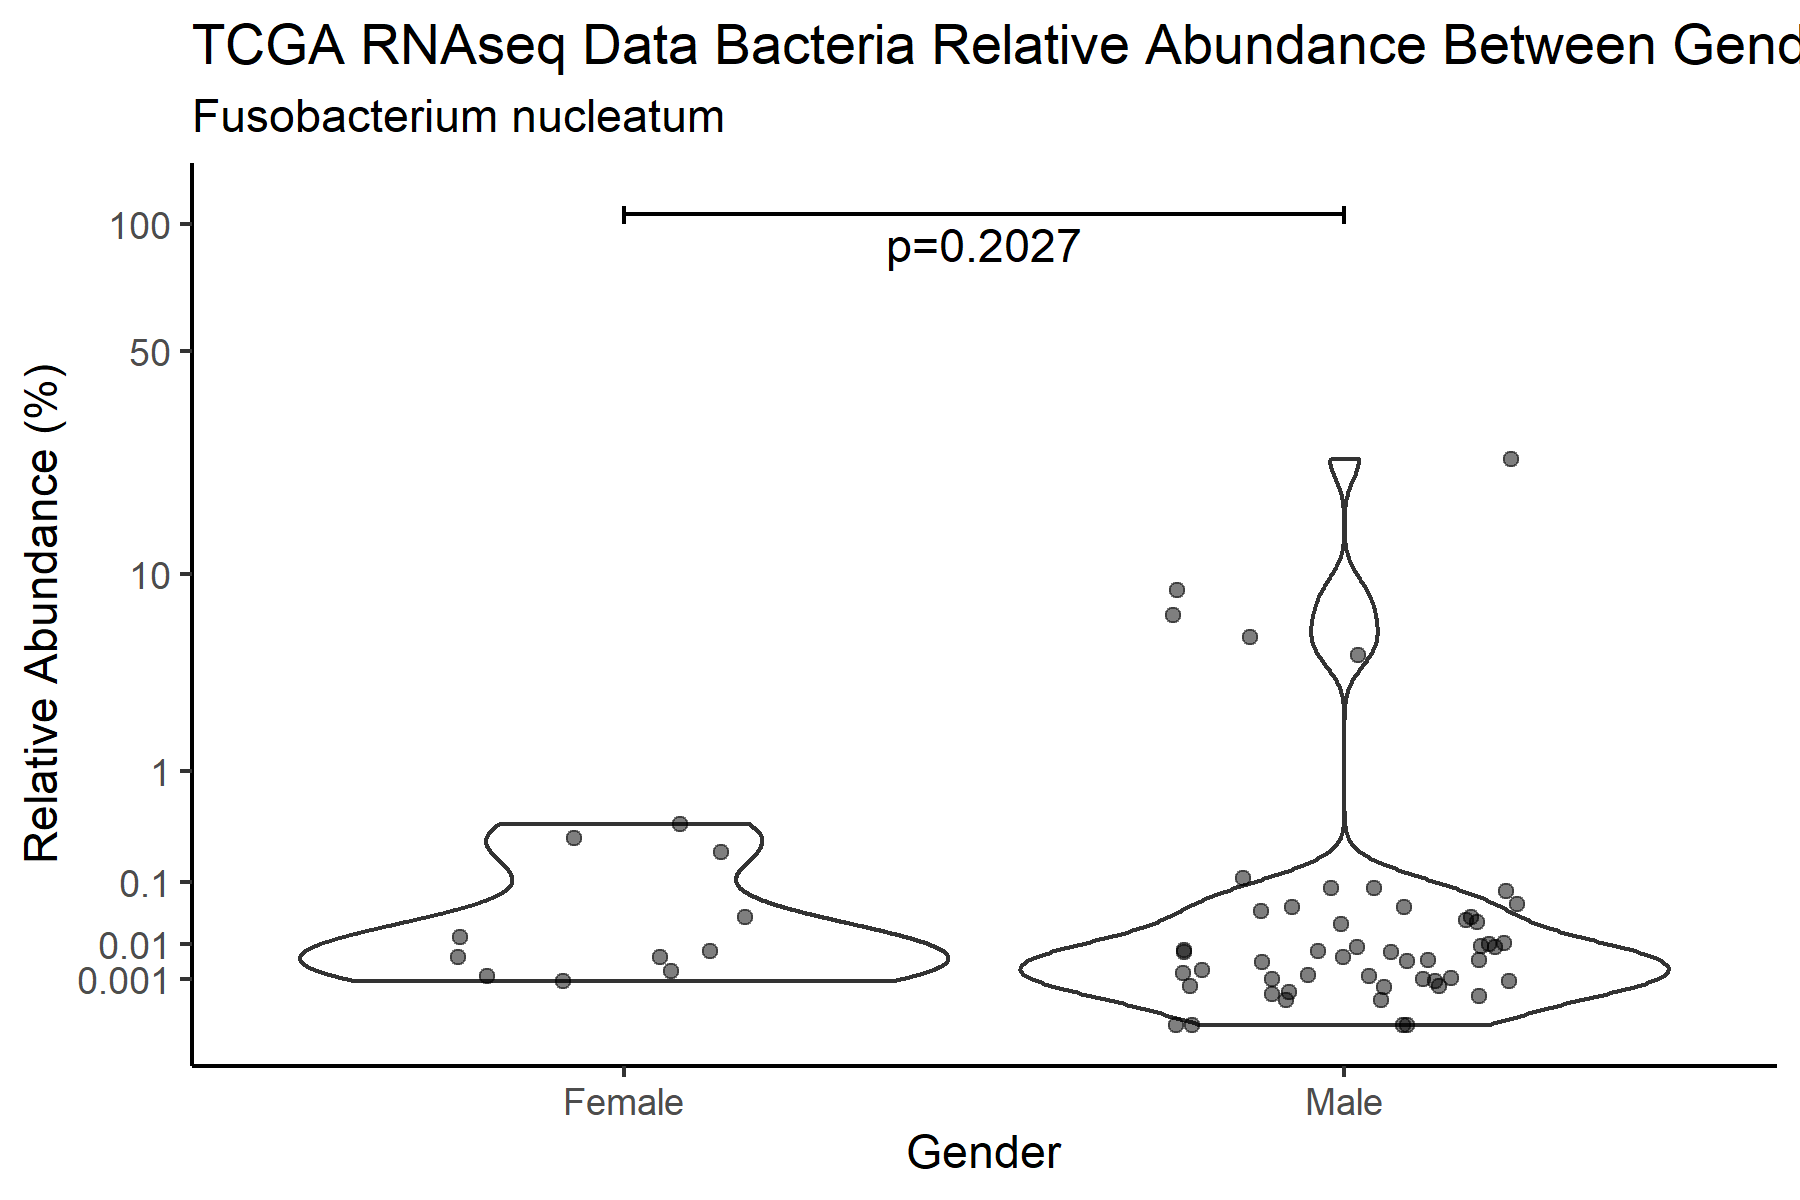 TCGA RNAseq Data Bacteria Relative Abundance Between Gend
Fusobacterium nucleatum
Relative Abundance (%)
100
50
10
1
0.1
0.01
0.001
p=0.2027
Female
Male
Gender